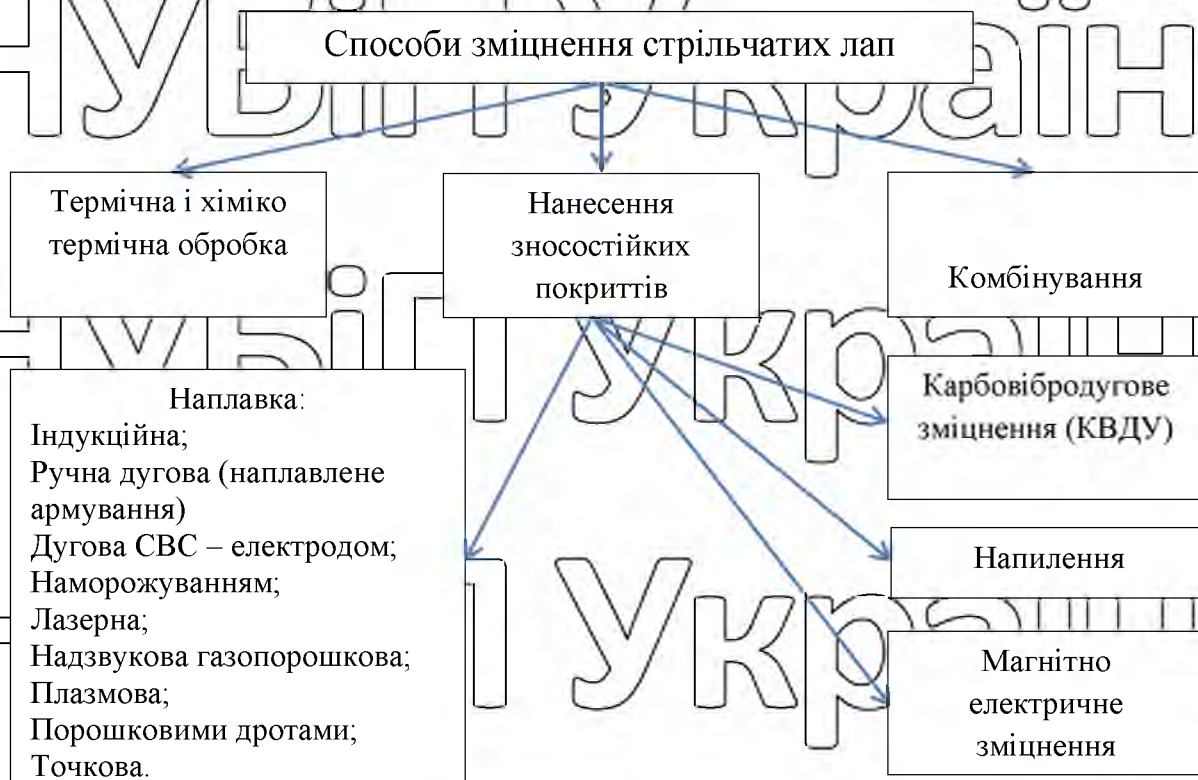 Способи зміцнення стрільчатих лап
Термічна і хіміко
термічна обробка
Нанесення
зносостійких
покриттів
Комбінування
Наплавка:
Індукційна;
Ручна дугова (наплавлене
армування)
Дугова СВС – електродом;
Наморожуванням;
Лазерна;
Надзвукова газопорошкова;
Плазмова;
Порошковими дротами;
Точкова.
Карбовібродугове
зміцнення (КВДУ)
Напилення
Магнітно
електричне
зміцнення